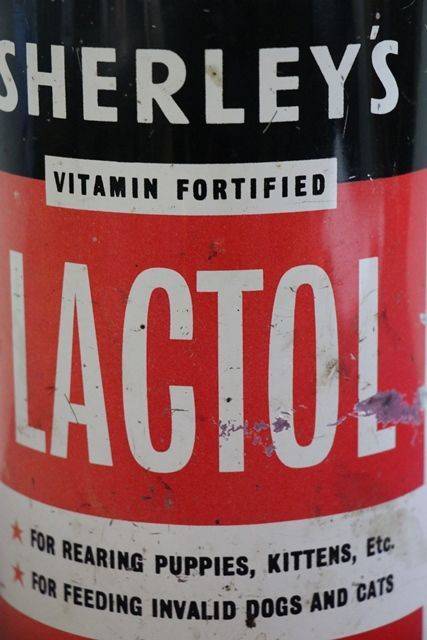 SHERLEY'S
VITAMIN FORTIFIED
LACTOL
★ FOR REARING PUPPIES, KITTENS, Etc.
★ FOR FEEDING INVALID DOGS AND CATS